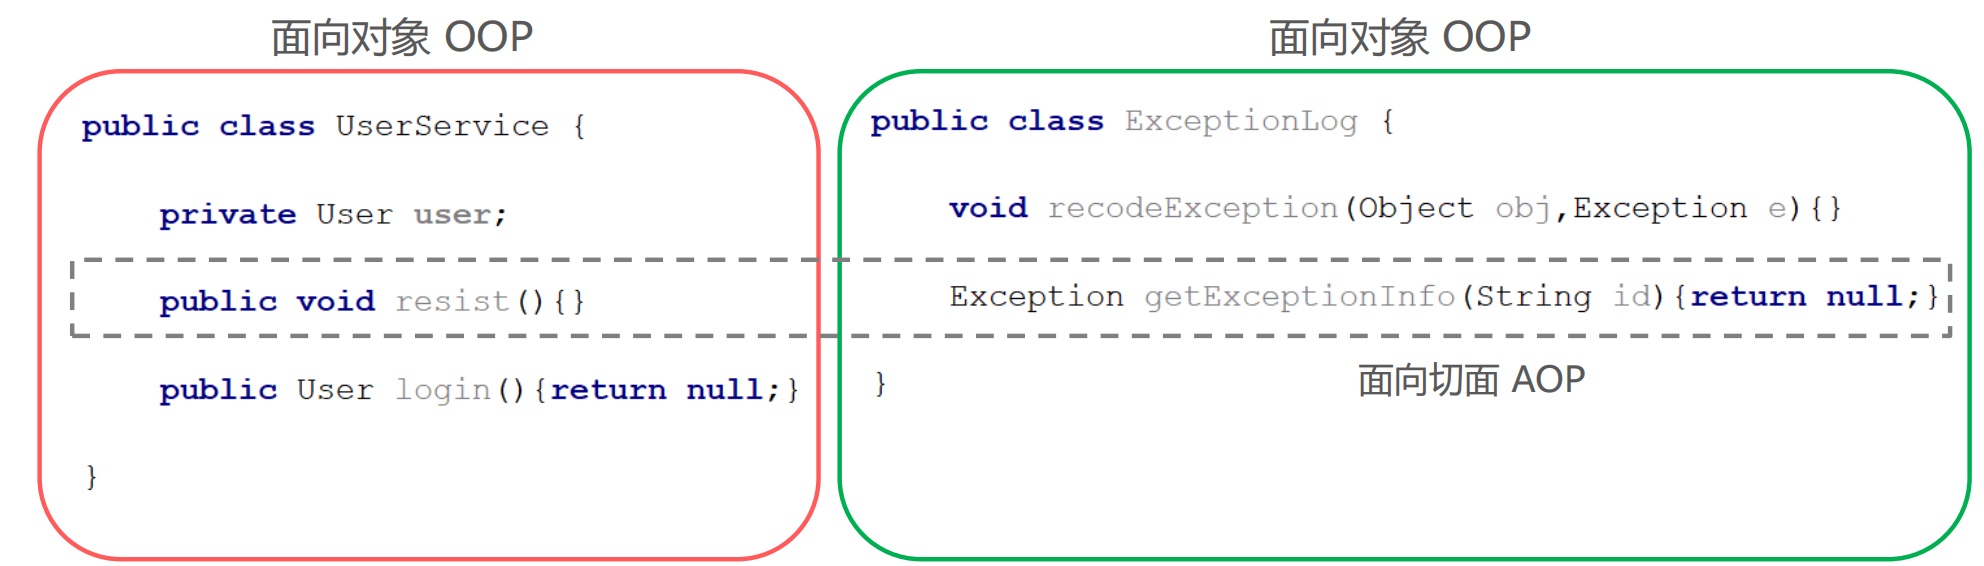 面向对象 OOP
public class UserService {
private User user;
public void resist(){}
public User login(){return null;}
}
面向对象 OOP
public class ExceptionLog {
void recodeException(Object obj,Exception e){}
Exception getExceptionInfo(String id){return null;}
}
面向切面 AOP